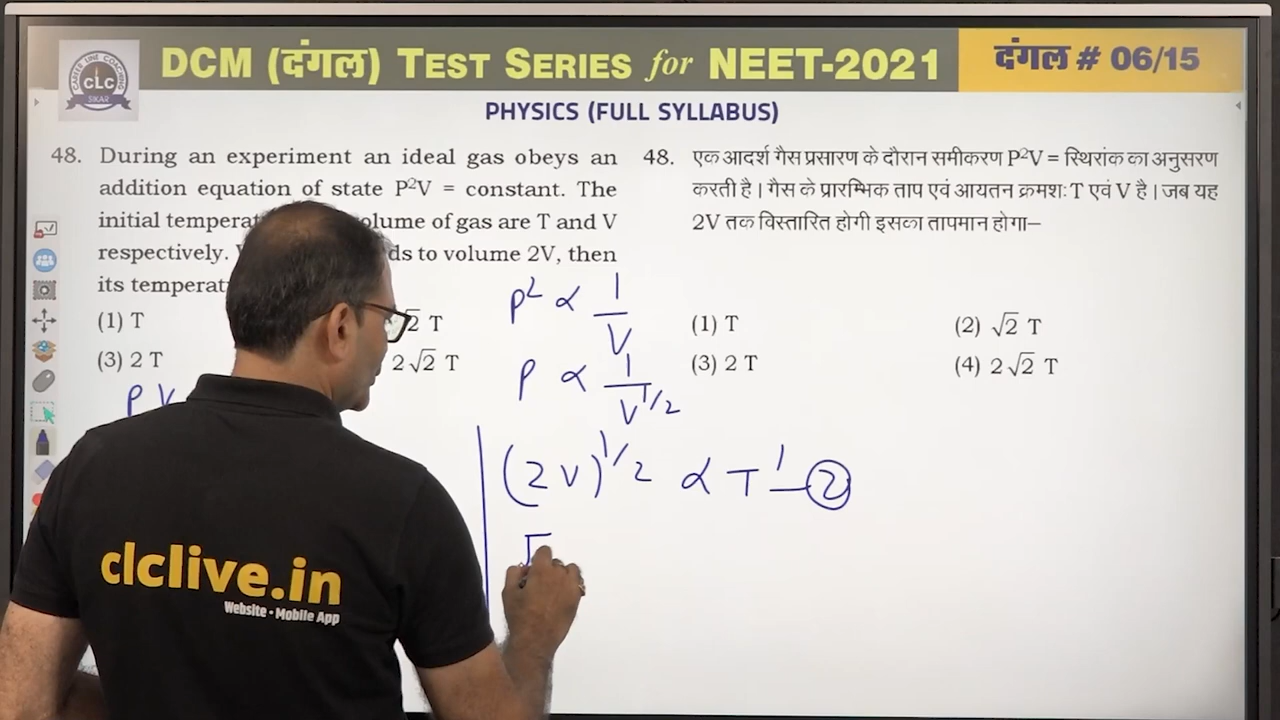 CLC
SIKAR
DCM (दंगल) TEST SERIES for NEET-2021
दंगल # 06/15
PHYSICS (FULL SYLLABUS)
48. During an experiment an ideal gas obeys an
addition equation of state P²V = constant. The
initial volume of gas are T and V
respectively. to volume 2V, then
its
(1) T
√2 T
(3) 2 T
2√2 T
48. एक आदर्श गैस प्रसारण के दौरान समीकरण P²V = स्थिरांक का अनुसरण
करती है। गैस के प्रारम्भिक ताप एवं आयतन क्रमशः T एवं V है। जब यह
2V तक विस्तारित होगी इसका तापमान होगा–
(1) T
(2) √2 T
(3) 2 T
(4) 2√2 T
P² ∝ 1/V
P ∝ 1/V^1/2
P V
(2V)^1/2 ∝ T' –②
clclive.in
Website • Mobile App